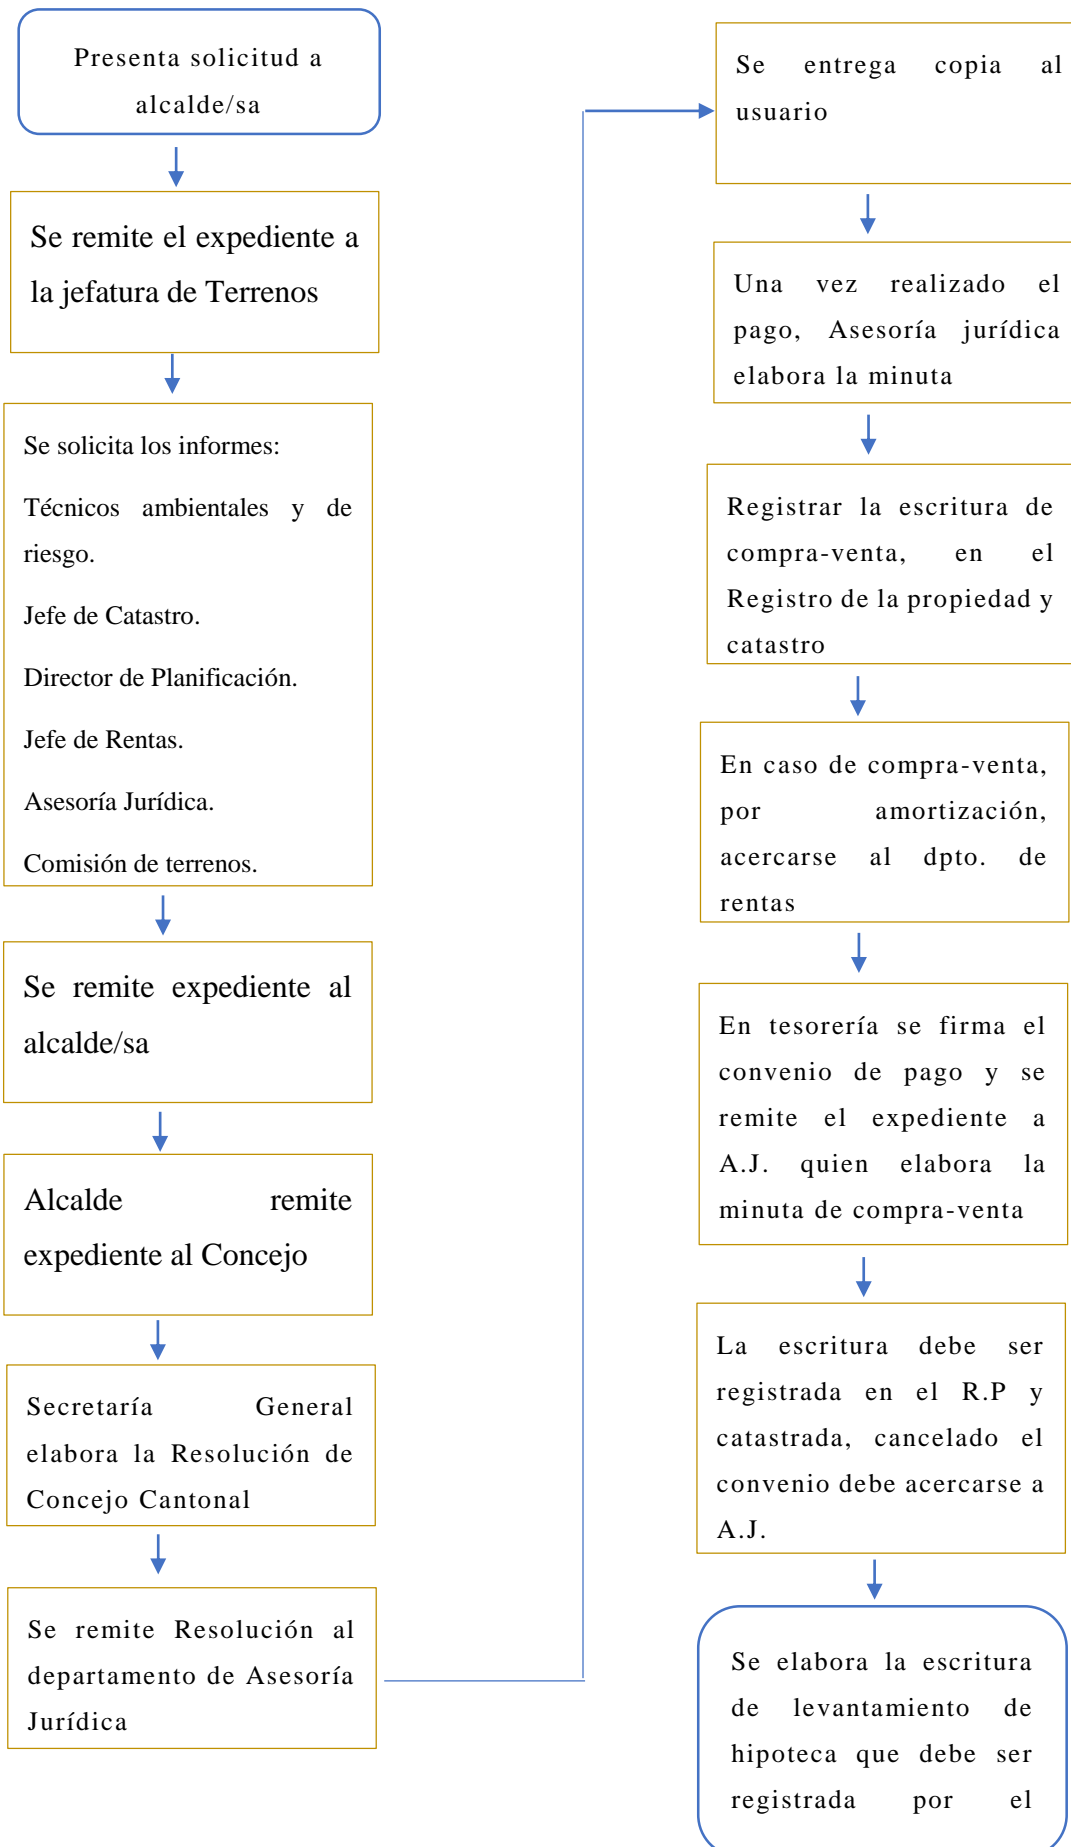 Presenta solicitud a
alcalde/sa
Se remite el expediente a
la jefatura de Terrenos
Se solicita los informes:
Técnicos ambientales y de
riesgo.
Jefe de Catastro.
Director de Planificación.
Jefe de Rentas.
Asesoría Jurídica.
Comisión de terrenos.
Se remite expediente al
alcalde/sa
Alcalde remite
expediente al Concejo
Secretaría General
elabora la Resolución de
Concejo Cantonal
Se remite Resolución al
departamento de Asesoría
Jurídica
Se entrega copia al
usuario
Una vez realizado el
pago, Asesoría jurídica
elabora la minuta
Registrar la escritura de
compra-venta, en el
Registro de la propiedad y
catastro
En caso de compra-venta,
por amortización,
acercarse al dpto. de
rentas
En tesorería se firma el
convenio de pago y se
remite el expediente a
A.J. quien elabora la
minuta de compra-venta
La escritura debe ser
registrada en el R.P y
catastrada, cancelado el
convenio debe acercarse a
A.J.
Se elabora la escritura
de levantamiento de
hipoteca que debe ser
registrada por el